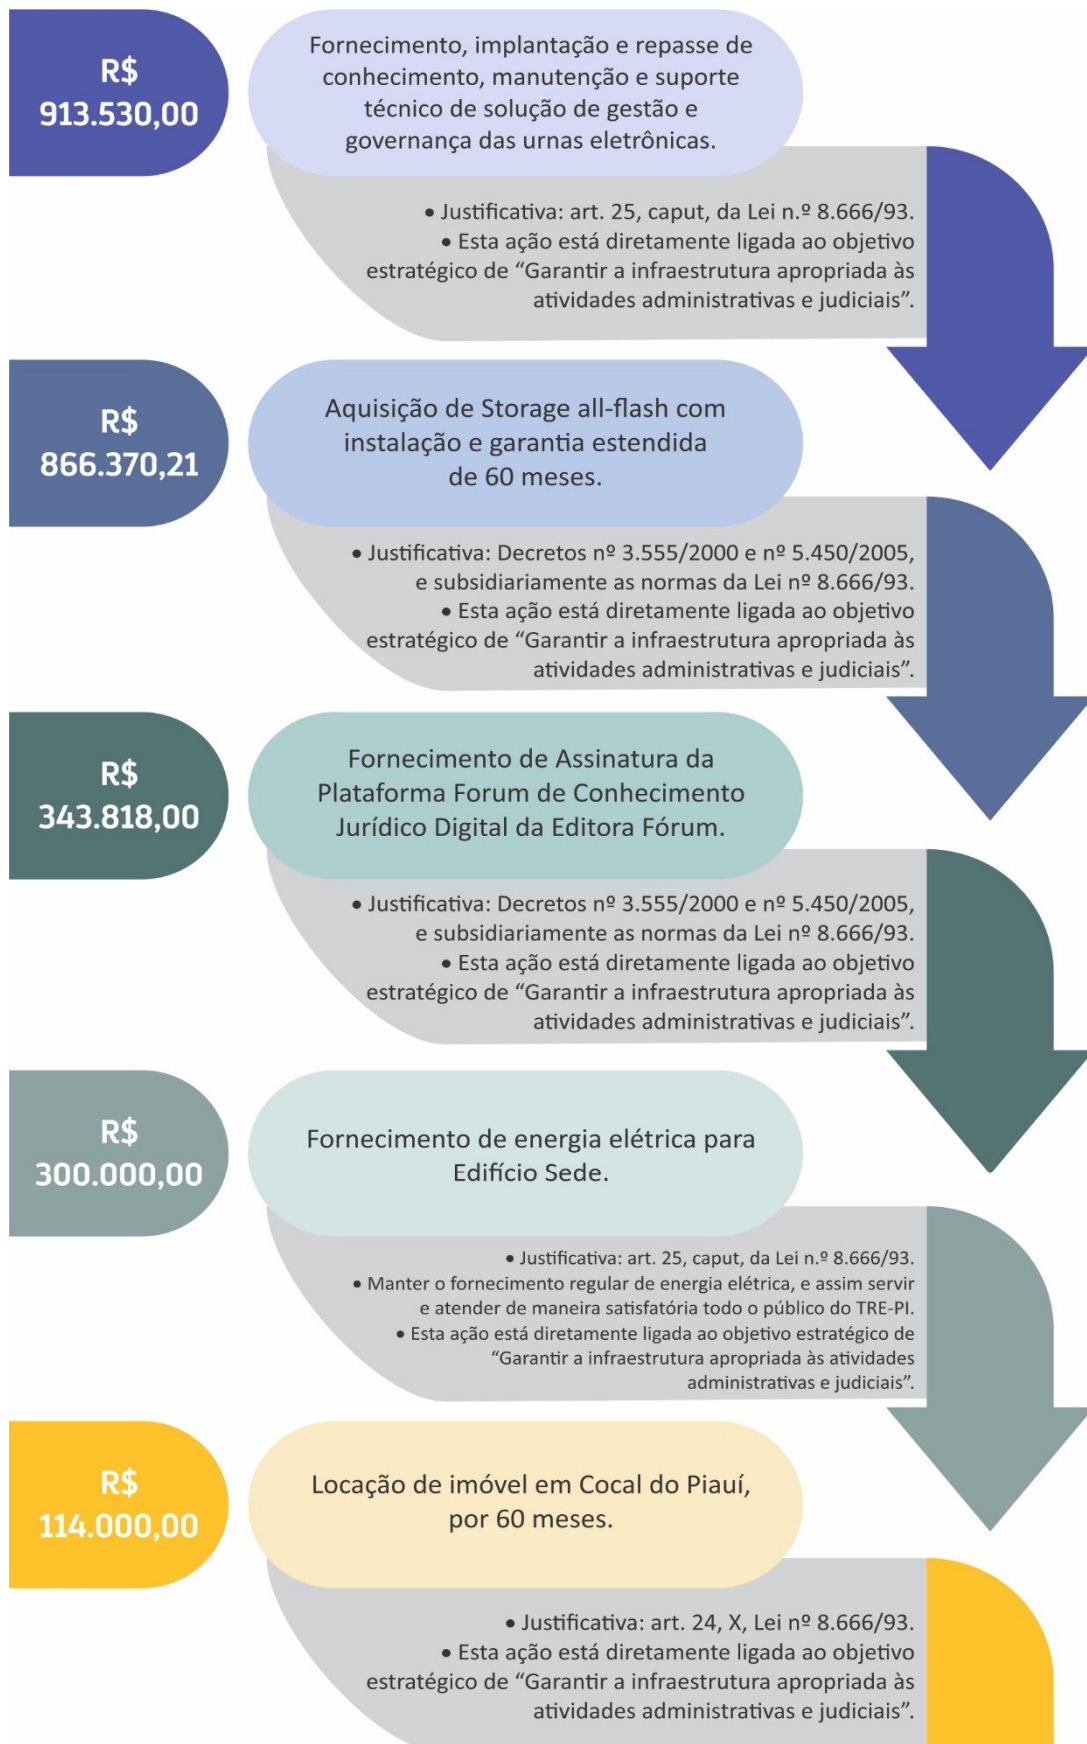 R$
913.530,00
Fornecimento, implantação e repasse de
conhecimento, manutenção e suporte
técnico de solução de gestão e
governança das urnas eletrônicas.
• Justificativa: art. 25, caput, da Lei n.º 8.666/93.
• Esta ação está diretamente ligada ao objetivo
estratégico de “Garantir a infraestrutura apropriada às
atividades administrativas e judiciais”.
R$
866.370,21
Aquisição de Storage all-flash com
instalação e garantia estendida
de 60 meses.
• Justificativa: Decretos nº 3.555/2000 e nº 5.450/2005,
e subsidiariamente as normas da Lei nº 8.666/93.
• Esta ação está diretamente ligada ao objetivo
estratégico de “Garantir a infraestrutura apropriada às
atividades administrativas e judiciais”.
R$
343.818,00
Fornecimento de Assinatura da
Plataforma Forum de Conhecimento
Jurídico Digital da Editora Fórum.
• Justificativa: Decretos nº 3.555/2000 e nº 5.450/2005,
e subsidiariamente as normas da Lei nº 8.666/93.
• Esta ação está diretamente ligada ao objetivo
estratégico de “Garantir a infraestrutura apropriada às
atividades administrativas e judiciais”.
R$
300.000,00
Fornecimento de energia elétrica para
Edifício Sede.
• Justificativa: art. 25, caput, da Lei n.º 8.666/93.
• Manter o fornecimento regular de energia elétrica, e assim servir
e atender de maneira satisfatória todo o público do TRE-PI.
• Esta ação está diretamente ligada ao objetivo estratégico de
“Garantir a infraestrutura apropriada às atividades
administrativas e judiciais”.
R$
114.000,00
Locação de imóvel em Cocal do Piauí,
por 60 meses.
• Justificativa: art. 24, X, Lei nº 8.666/93.
• Esta ação está diretamente ligada ao objetivo
estratégico de “Garantir a infraestrutura apropriada às
atividades administrativas e judiciais”.